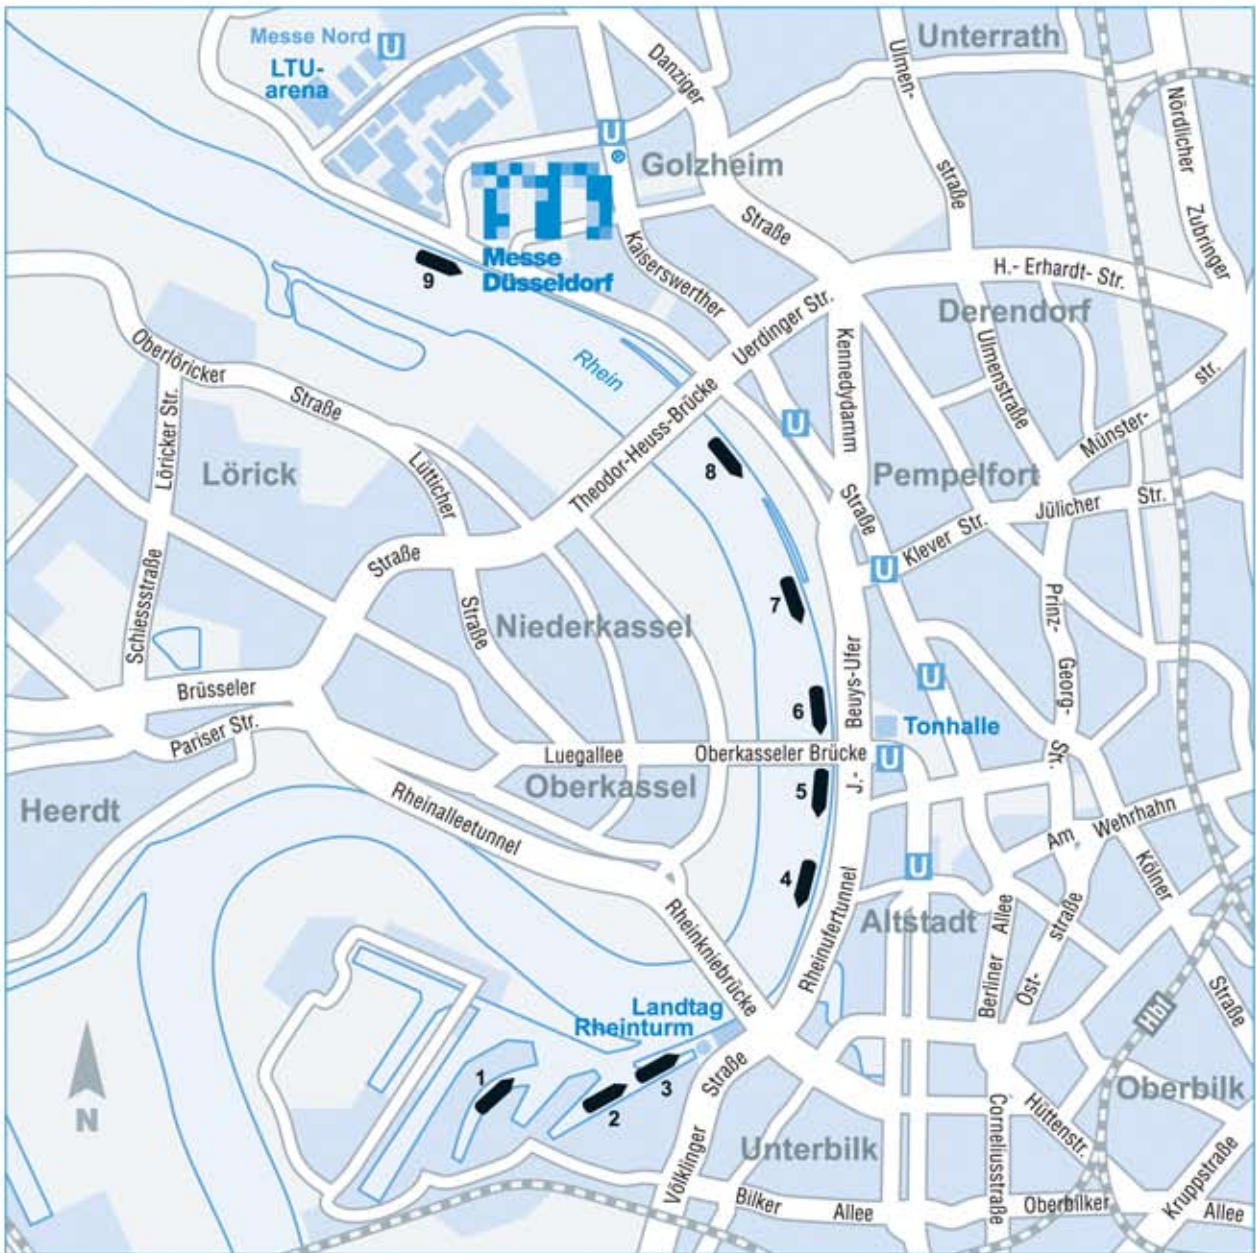 Messe Nord U
LTU-
arena
Danziger
Ulmen-
straße
Unterrath
Nördlicher
Zubringer
U
Golzheim
Straße
Messe
Düsseldorf
9
Kaiserswerther
H.- Erhardt- Str.
Derendorf
Uerdinger Str.
Kennedydamm
Ulmenstraße
Rhein
Oberlöricker
Straße
Löricker Str.
Lörick
Lütticher
Straße
Theodor-Heuss-Brücke
8
U
Münster-
str.
Pempelfort
Straße
Klever Str.
Jülicher
Str.
U
Straße
Schiessstraße
Niederkassel
7
Prinz-
Georg-
Str.
Brüsseler
Pariser Str.
6
J.-
Beuys-Ufer
U
Tonhalle
U
Luegallee
Oberkasseler Brücke
Oberkassel
5
Heerdt
Rheinalleetunnel
Am
Wehrhahn
Kölner
Straße
4
U
Altstadt
Rheinufertunnel
Rheinkniebrücke
Berliner Allee
Ost-
straße
Hbf
Landtag
Rheinturm
1
2
3
N
Straße
Völklinger
Unterbilk
Corneliusstraße
Hüttenstr.
Oberbilk
Kruppstraße
Bilker
Allee
Oberbilker
Allee